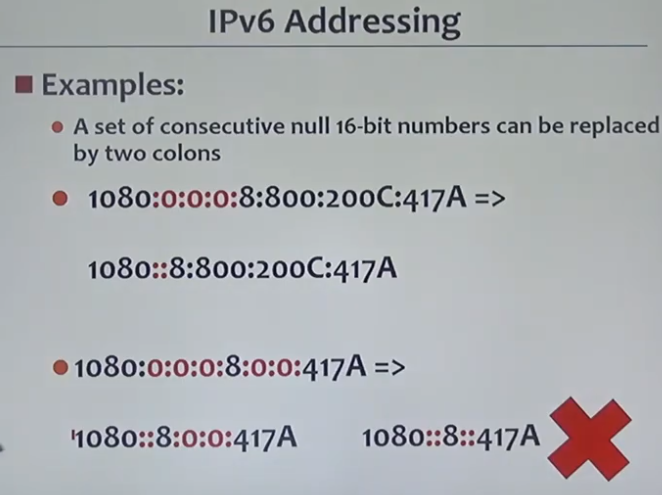 IPv6 Addressing
Examples:
A set of consecutive null 16-bit numbers can be replaced
by two colons
1080:0:0:0:8:800:200C:417A =>
1080::8:800:200C:417A
1080:0:0:0:8:0:0:417A =>
1080::8:0:0:417A 1080::8::417A